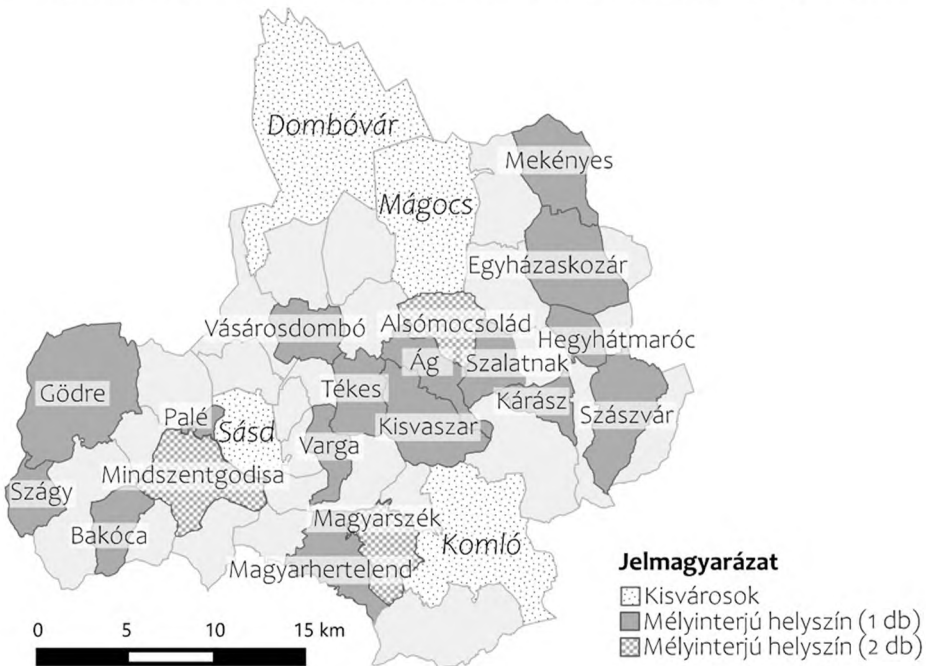 Dombóvár
Mekényes
Mágocs
Egyházaskozár
Vásárosdombó
Alsómocsolád
Hegyhátmaróc
Ág
Szalatnak
Gödre
Tékes
Kárász
Szászvár
Palé
Sásd
Kisvaszar
Varga
Mindszentgodisa
Szágy
Magyarszék
Bakóca
Komló
Magyarhertelend
Jelmagyarázat
Kisvárosok
Mélyinterjú helyszín (1 db)
Mélyinterjú helyszín (2 db)
0 5 10 15 km